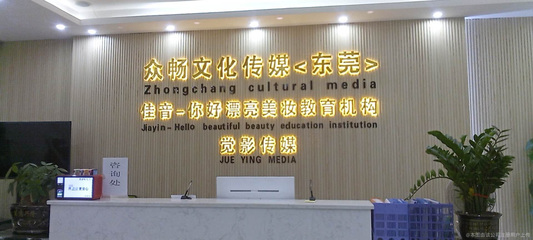 众畅文化传媒<东莞>
Zhongchang cultural media
佳音-你好漂亮美妆教育机构
Jiayin-Hello beautiful beauty education institution
觉影传媒
JUE YING MEDIA
咨询处